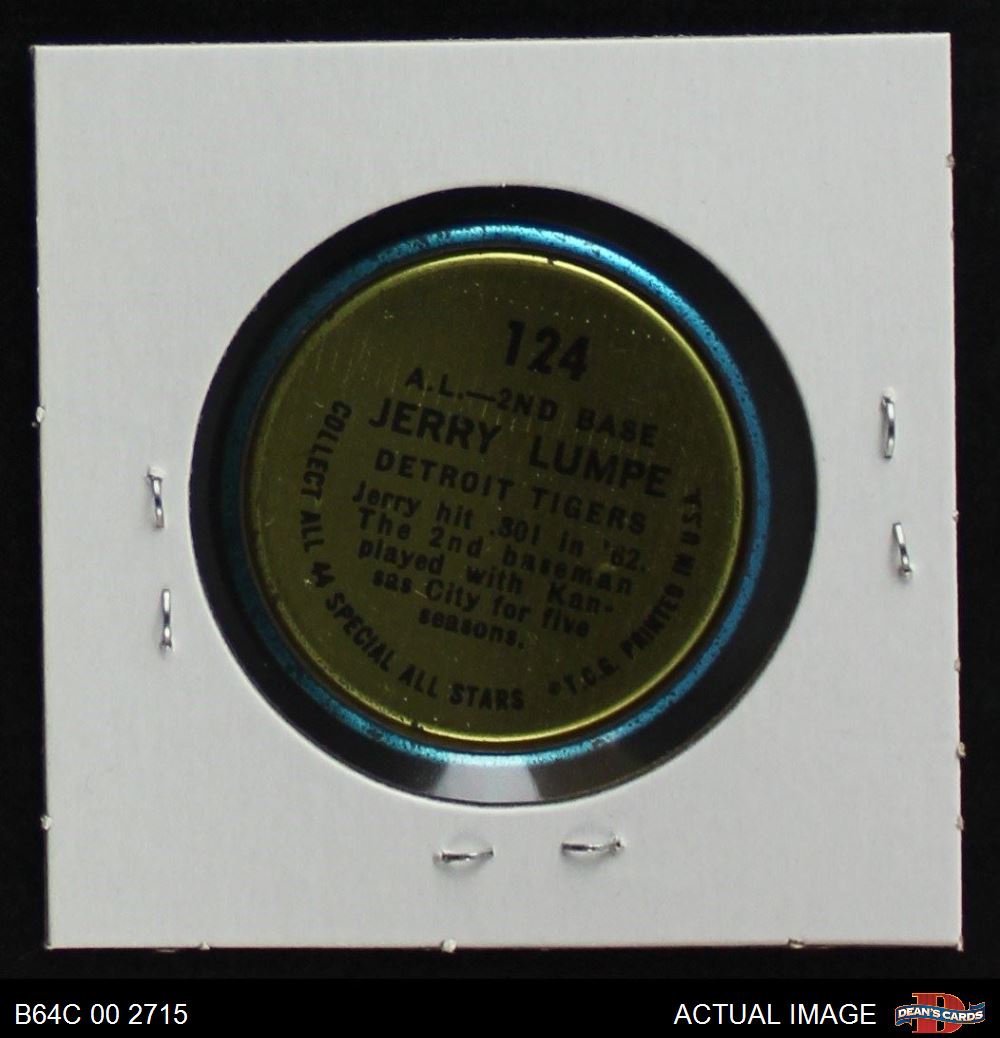 124
A.L.—2ND BASE
JERRY LUMPE
DETROIT TIGERS
Jerry hit .301 in '62.
The 2nd baseman
played with Kan-
sas City for five
seasons.
COLLECT ALL 44 SPECIAL ALL STARS
©T.C.G. PRINTED IN U.S.A.
B64C 00 2715
ACTUAL IMAGE
D
DEAN'S CARDS